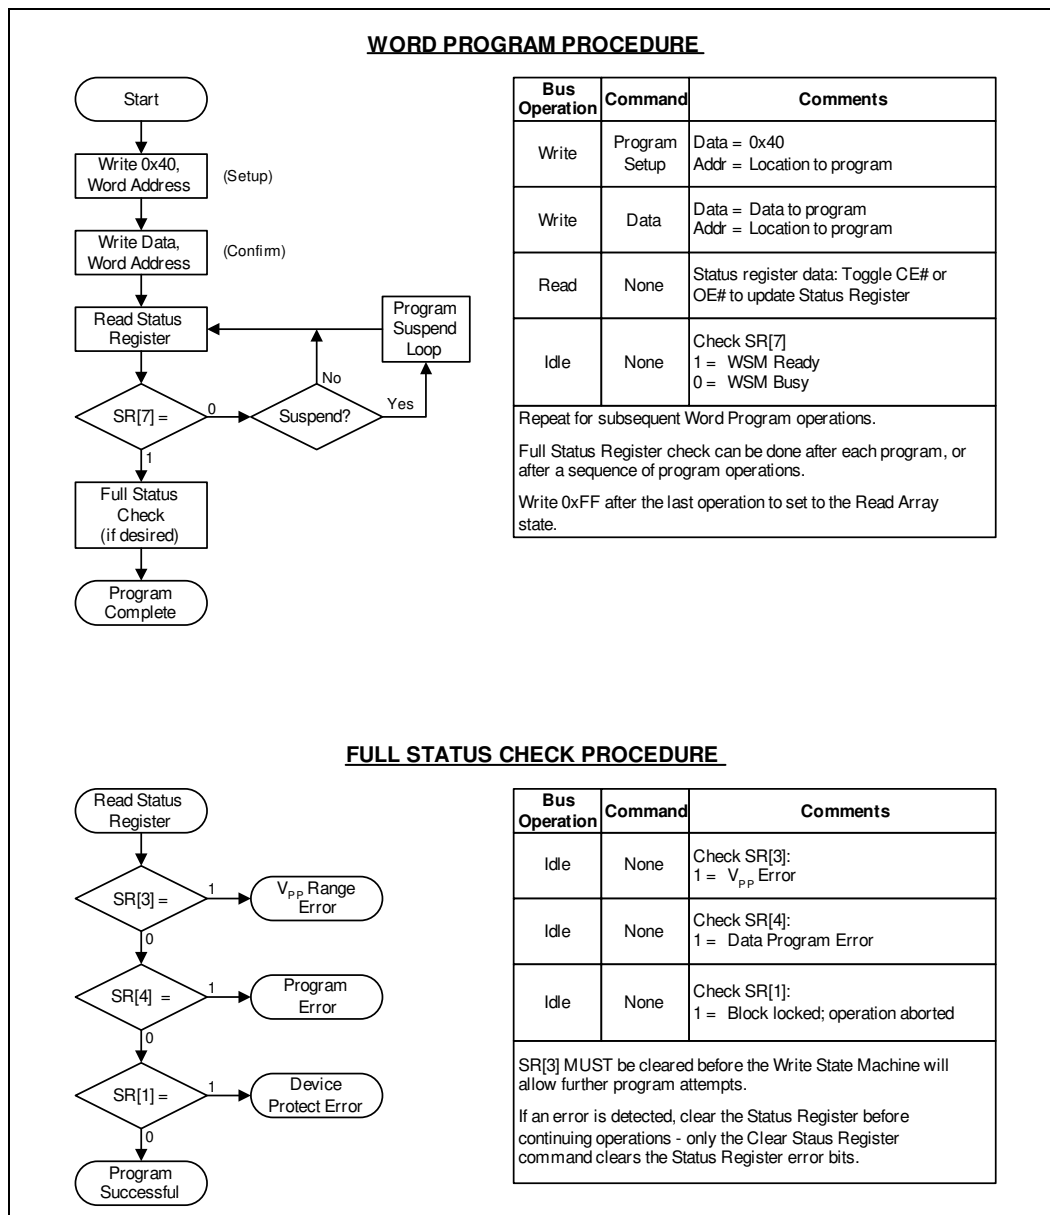 WORD PROGRAM PROCEDURE
Start
Write 0x40,
Word Address
(Setup)
Write Data,
Word Address
(Confirm)
Read Status
Register
Program
Suspend
Loop
SR[7] =
0
Suspend?
No
Yes
1
Full Status
Check
(if desired)
Program
Complete
Bus
Operation
Command
Comments
Write
Program
Setup
Data = 0x40
Addr = Location to program
Write
Data
Data = Data to program
Addr = Location to program
Read
None
Status register data: Toggle CE# or
OE# to update Status Register
Idle
None
Check SR[7]
1 = WSM Ready
0 = WSM Busy
Repeat for subsequent Word Program operations.
Full Status Register check can be done after each program, or
after a sequence of program operations.
Write 0xFF after the last operation to set to the Read Array
state.
FULL STATUS CHECK PROCEDURE
Read Status
Register
SR[3] =
1
VPP Range
Error
0
SR[4] =
1
Program
Error
0
SR[1] =
1
Device
Protect Error
0
Program
Successful
Bus
Operation
Command
Comments
Idle
None
Check SR[3]:
1 = VPP Error
Idle
None
Check SR[4]:
1 = Data Program Error
Idle
None
Check SR[1]:
1 = Block locked; operation aborted
SR[3] MUST be cleared before the Write State Machine will
allow further program attempts.
If an error is detected, clear the Status Register before
continuing operations - only the Clear Staus Register
command clears the Status Register error bits.